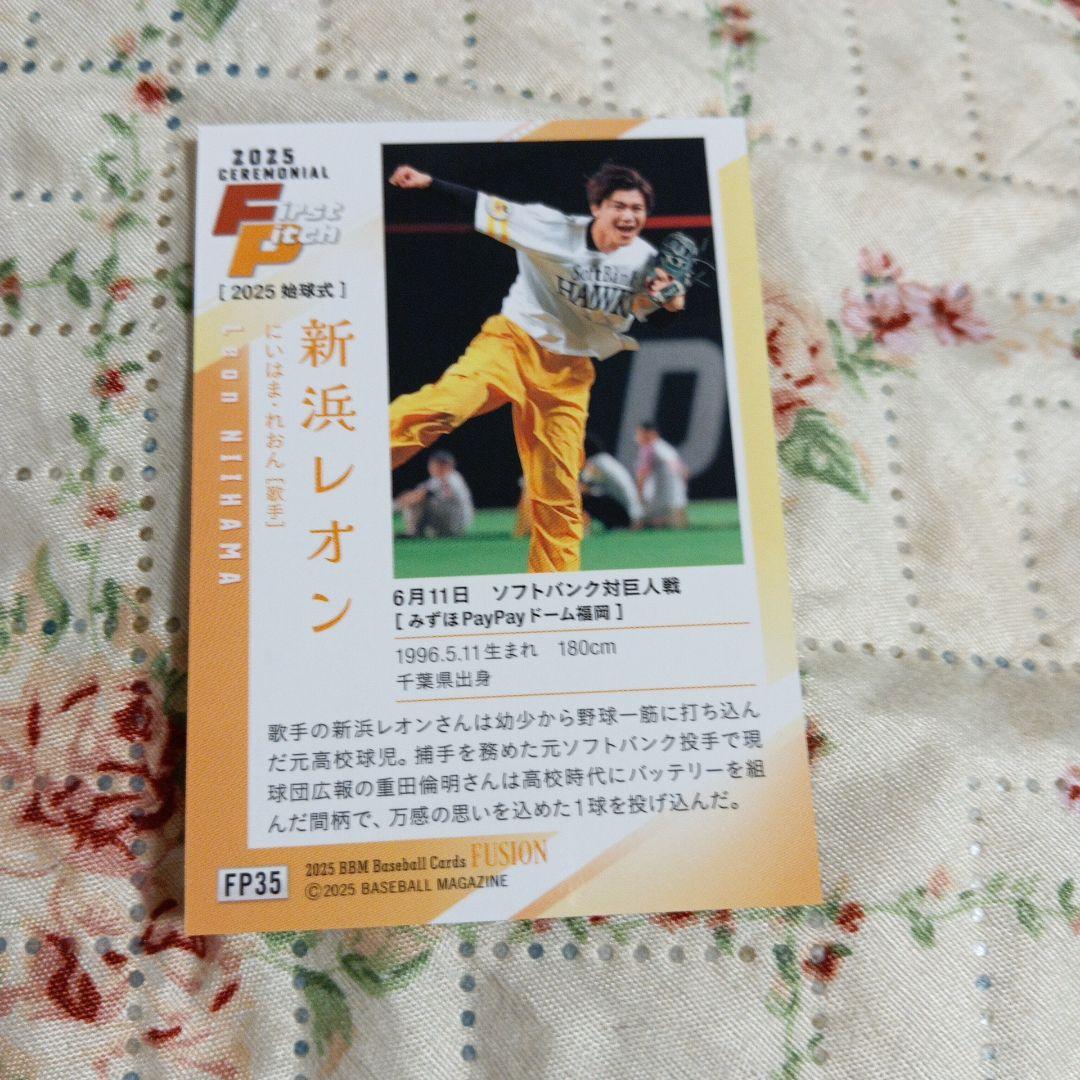 2025
CEREMONIAL
First
Pitch
[ 2025 始球式 ]
新浜レオン
にいはま・れおん [歌手]
LEON NIIHAMA
SoftBank
HAWKS
D
6月11日 ソフトバンク対巨人戦
[ みずほPayPayドーム福岡 ]
1996.5.11生まれ 180cm
千葉県出身
歌手の新浜レオンさんは幼少から野球一筋に打ち込ん
だ元高校球児。捕手を務めた元ソフトバンク投手で現
球団広報の重田倫明さんは高校時代にバッテリーを組
んだ間柄で、万感の思いを込めた1球を投げ込んだ。
FP35
2025 BBM Baseball Cards FUSION
©2025 BASEBALL MAGAZINE